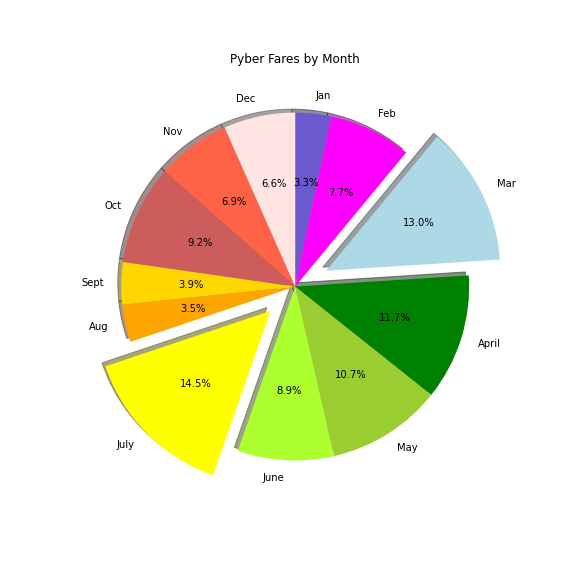 Pyber Fares by Month
Jan
3.3%
Feb
7.7%
Mar
13.0%
April
11.7%
May
10.7%
June
8.9%
July
14.5%
Aug
3.5%
Sept
3.9%
Oct
9.2%
Nov
6.9%
Dec
6.6%